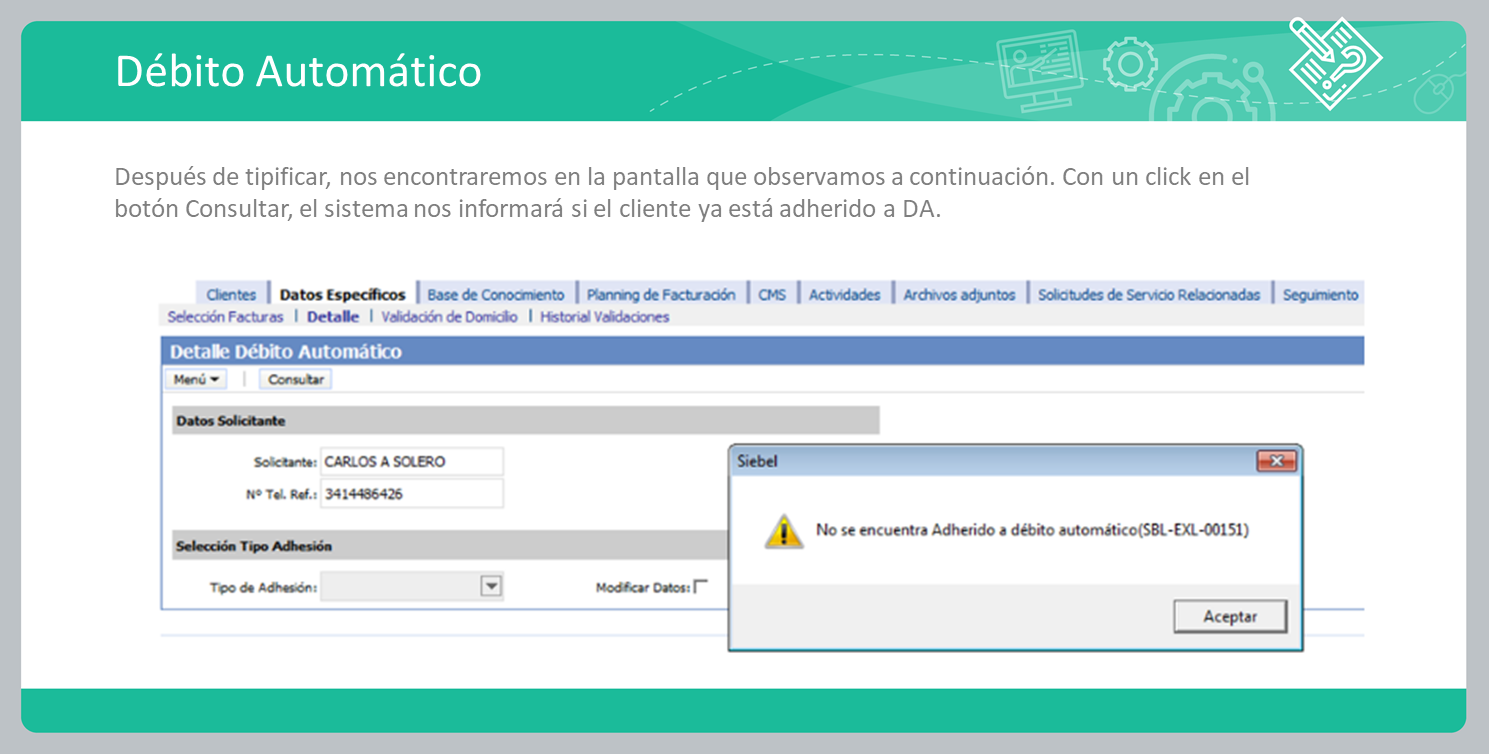 Débito Automático
Después de tipificar, nos encontraremos en la pantalla que observamos a continuación. Con un click en el
botón Consultar, el sistema nos informará si el cliente ya está adherido a DA.
Clientes | Datos Específicos | Base de Conocimiento | Planning de Facturación | CMS | Actividades | Archivos adjuntos | Solicitudes de Servicio Relacionadas | Seguimiento
Selección Facturas | Detalle | Validación de Domicilio | Historial Validaciones
Detalle Débito Automático
Menú | Consultar
Datos Solicitante
Solicitante: CARLOS A SOLERO
Nº Tel. Ref.: 3414486426
Selección Tipo Adhesión
Tipo de Adhesión: Modificar Datos:
Siebel
No se encuentra Adherido a débito automático(SBL-EXL-00151)
Aceptar